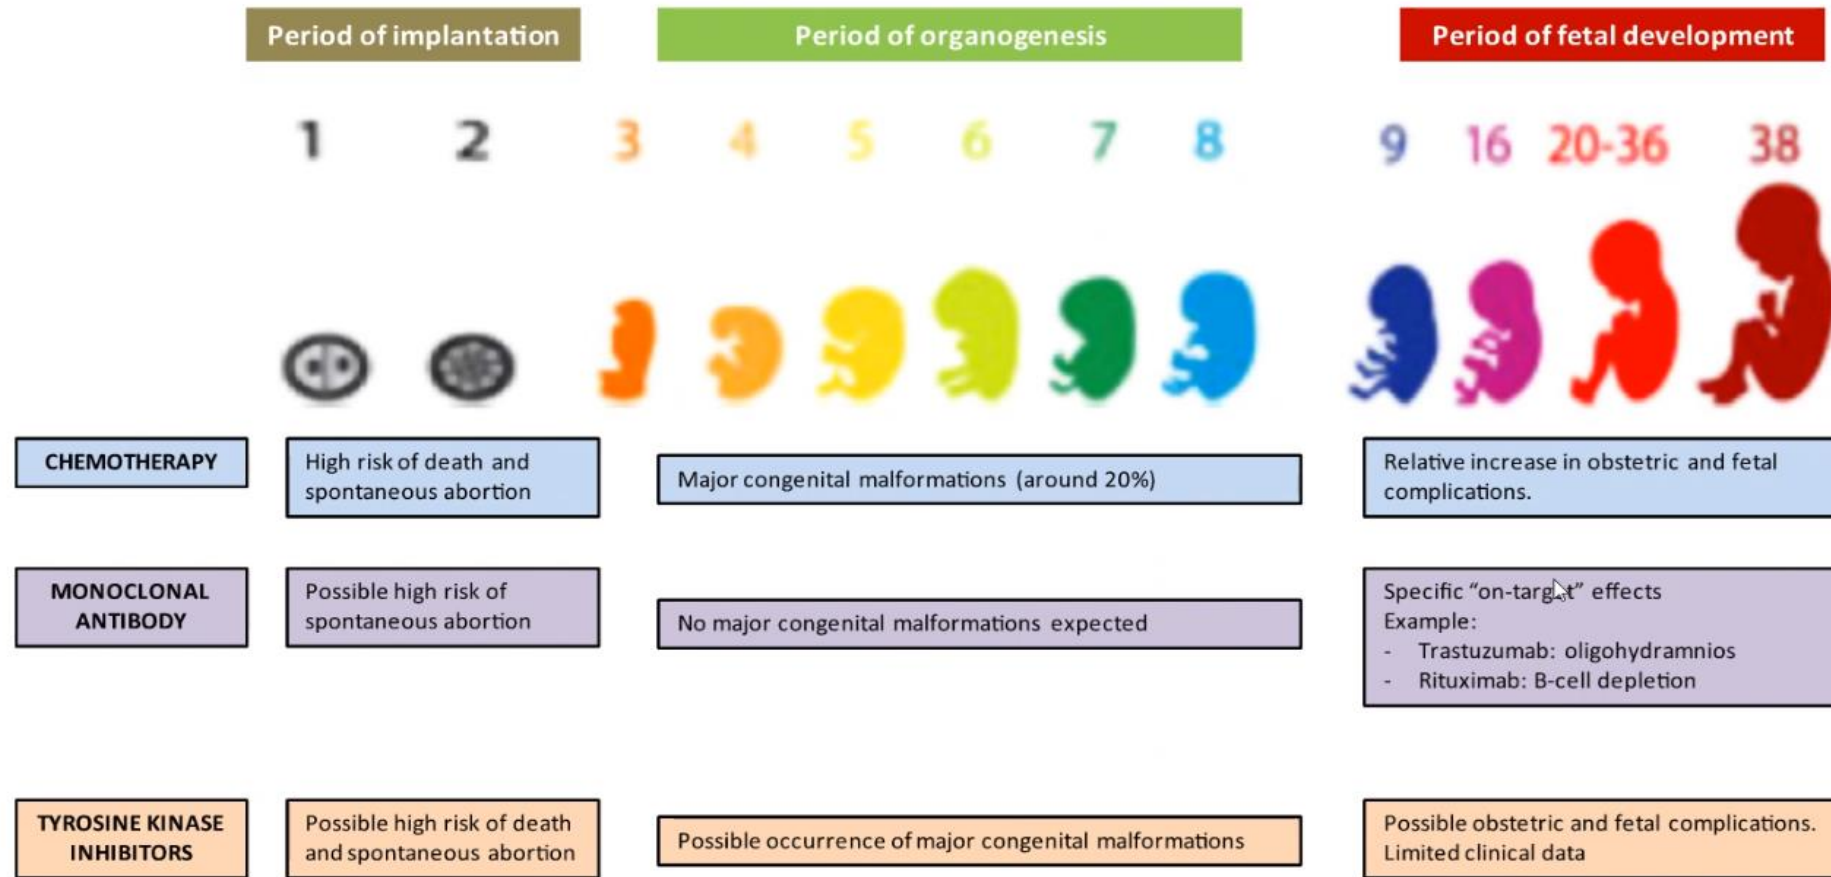 Period of implantation
Period of organogenesis
Period of fetal development
1 2 3 4 5 6 7 8 9 16 20-36 38
CHEMOTHERAPY
High risk of death and
spontaneous abortion
Major congenital malformations (around 20%)
Relative increase in obstetric and fetal
complications.
MONOCLONAL
ANTIBODY
Possible high risk of
spontaneous abortion
No major congenital malformations expected
Specific “on-target” effects
Example:
- Trastuzumab: oligohydramnios
- Rituximab: B-cell depletion
TYROSINE KINASE
INHIBITORS
Possible high risk of death
and spontaneous abortion
Possible occurrence of major congenital malformations
Possible obstetric and fetal complications.
Limited clinical data